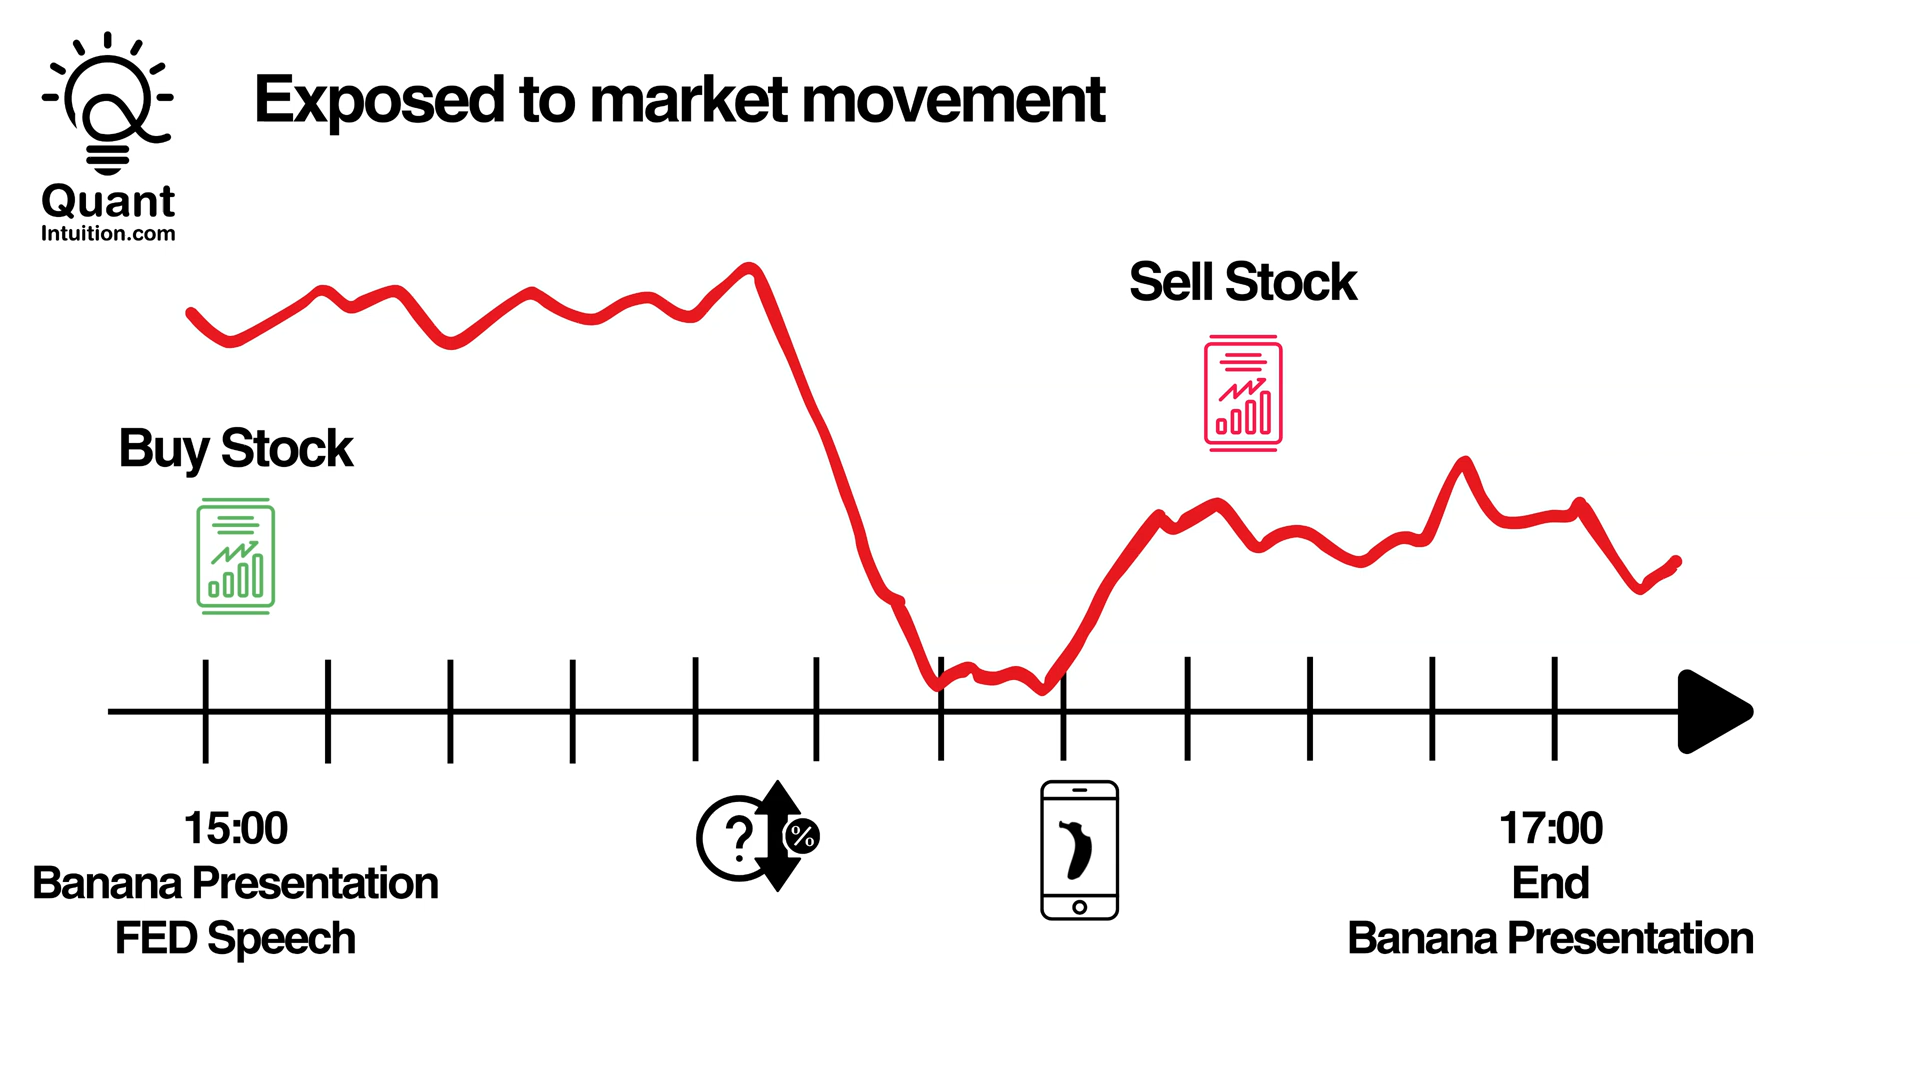 Quant
Intuition.com
Exposed to market movement
Sell Stock
Buy Stock
15:00
Banana Presentation
FED Speech
?
%
17:00
End
Banana Presentation